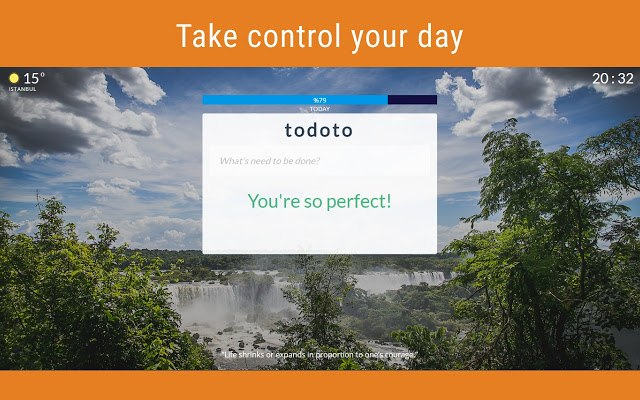 Take control your day
15°
ISTANBUL
20 : 32
%79
TODAY
todoto
What's need to be done?
You're so perfect!
"Life shrinks or expands in proportion to one's courage."